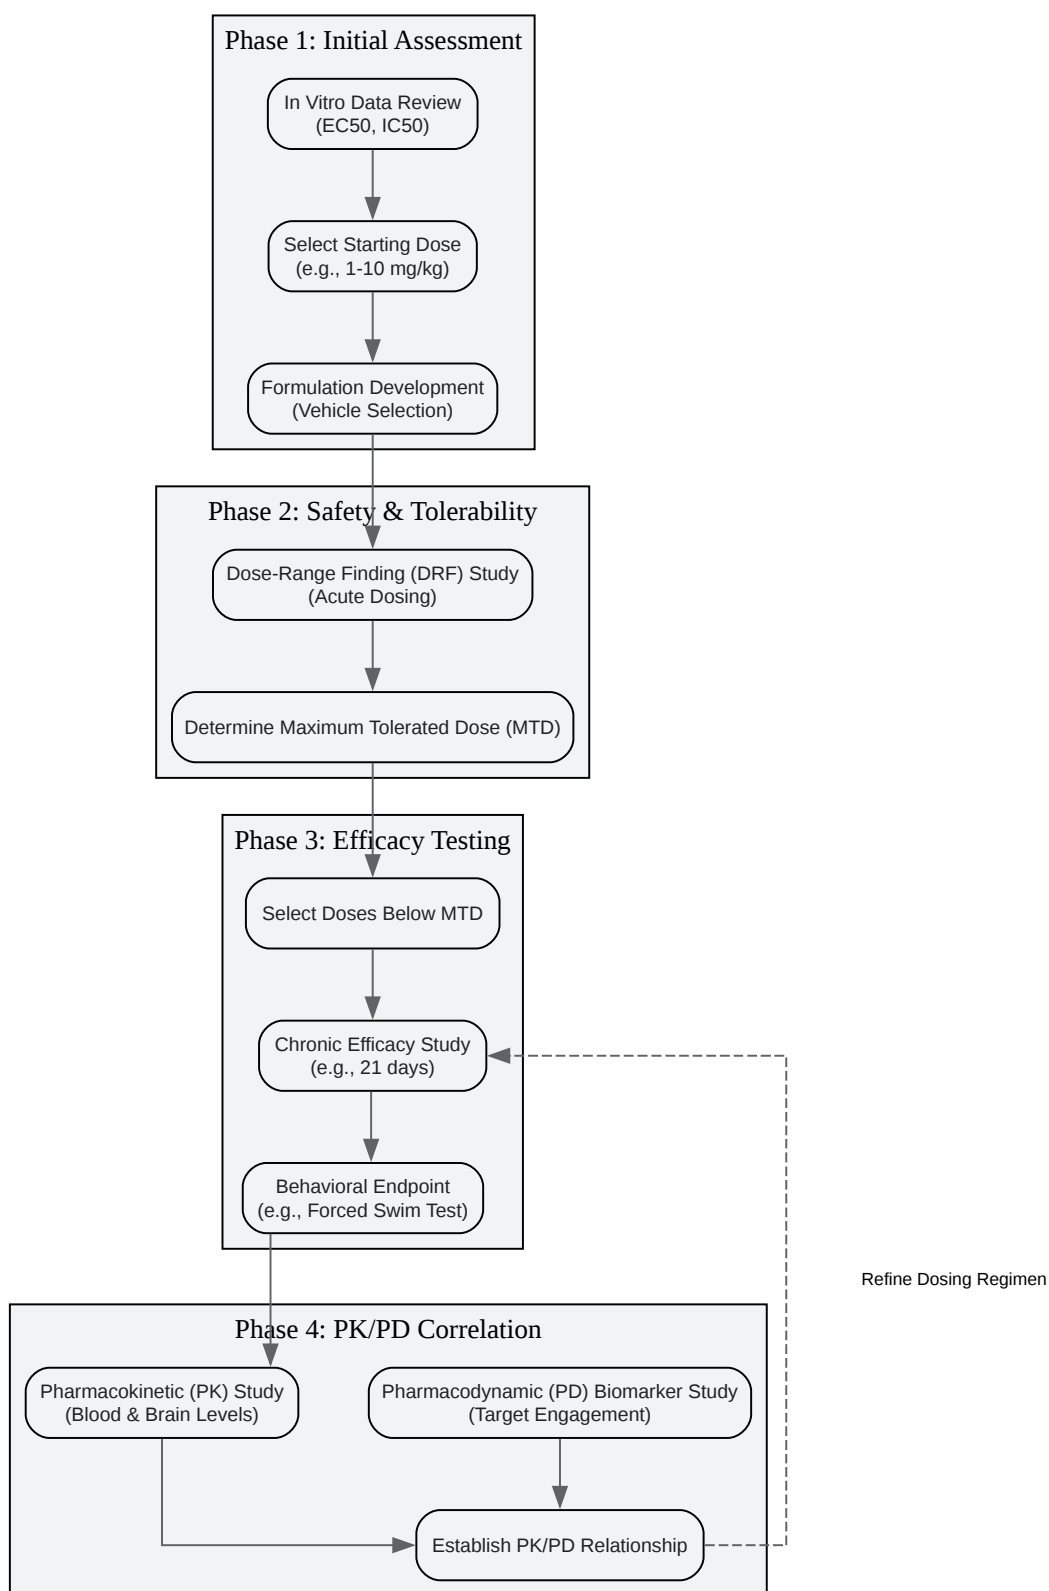 Phase 1: Initial Assessment
In Vitro Data Review
(EC50, IC50)
Select Starting Dose
(e.g., 1-10 mg/kg)
Formulation Development
(Vehicle Selection)
Phase 2: Safety & Tolerability
Dose-Range Finding (DRF) Study
(Acute Dosing)
Determine Maximum Tolerated Dose (MTD)
Phase 3: Efficacy Testing
Select Doses Below MTD
Chronic Efficacy Study
(e.g., 21 days)
Behavioral Endpoint
(e.g., Forced Swim Test)
Refine Dosing Regimen
Phase 4: PK/PD Correlation
Pharmacokinetic (PK) Study
(Blood & Brain Levels)
Pharmacodynamic (PD) Biomarker Study
(Target Engagement)
Establish PK/PD Relationship